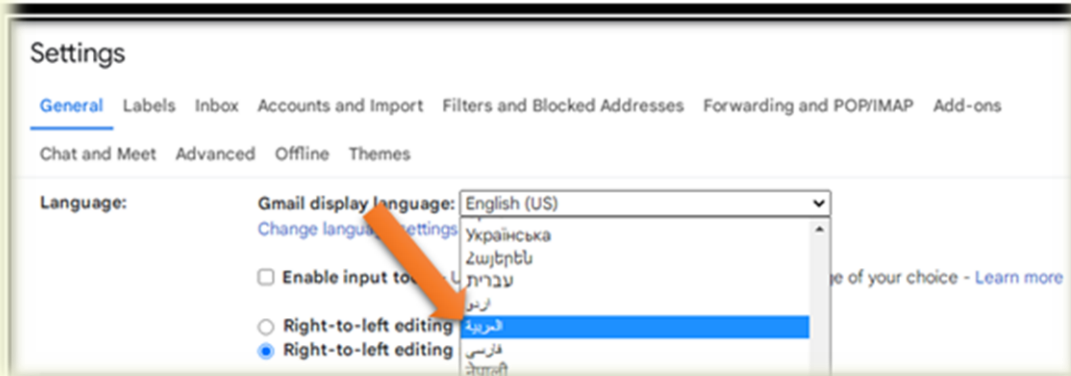 Settings
General Labels Inbox Accounts and Import Filters and Blocked Addresses Forwarding and POP/IMAP Add-ons
Chat and Meet Advanced Offline Themes
Language: Gmail display language: English (US)
Change language settings
Українська
Հայերեն
עברית
Enable input to of your choice - Learn more
اردو
Right-to-left editing العربية
Right-to-left editing فارسی
नेपाली